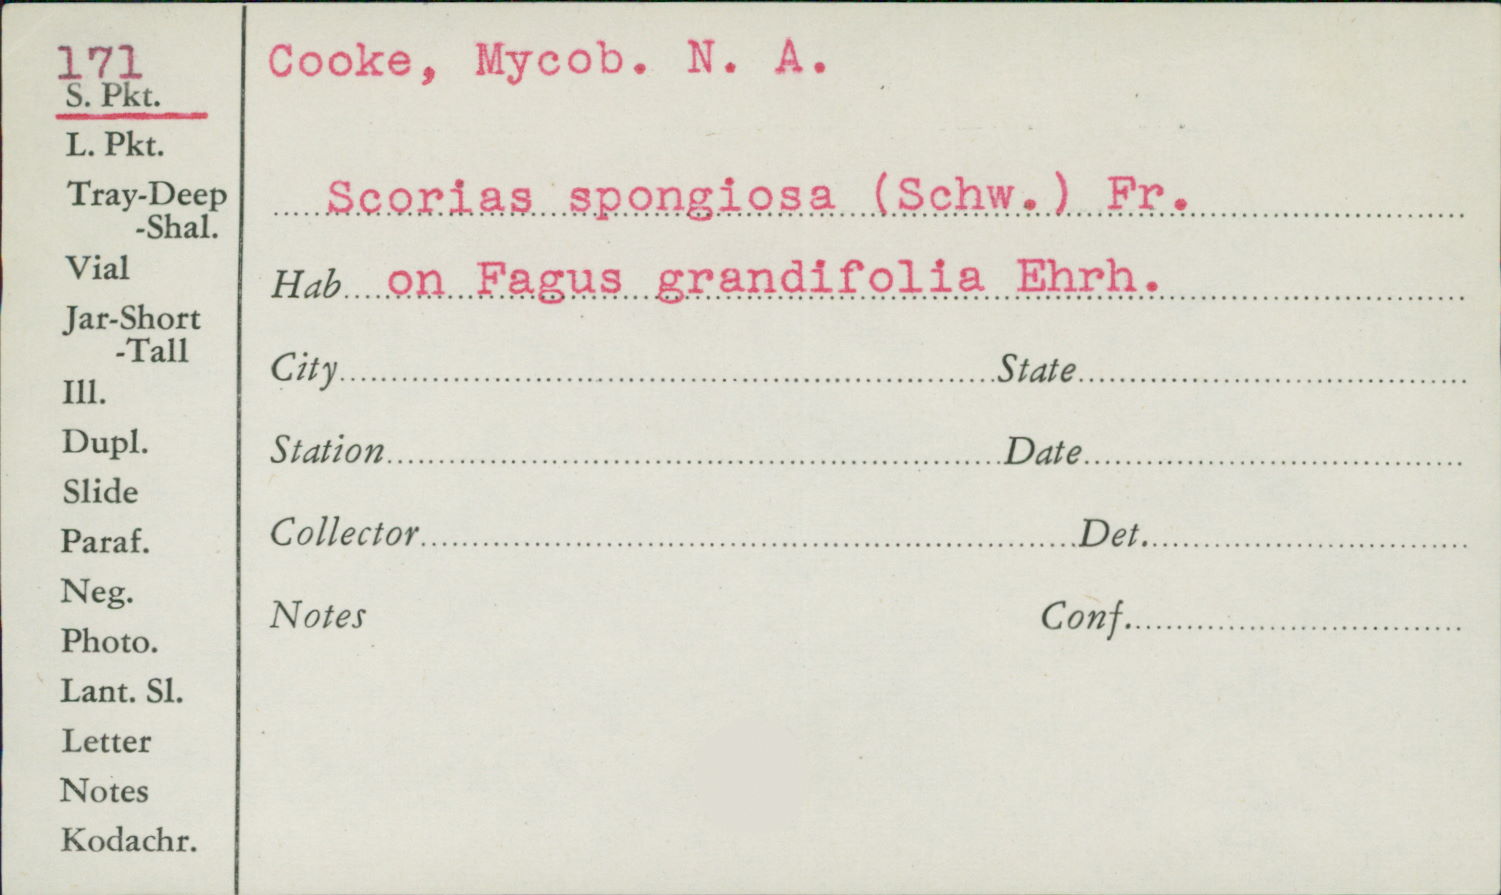 171
S. Pkt.
L. Pkt.
Tray-Deep
-Shal.
Vial
Jar-Short
-Tall
Ill.
Dupl.
Slide
Paraf.
Neg.
Photo.
Lant. Sl.
Letter
Notes
Kodachr.
Cooke, Mycob. N. A.
Scorias spongiosa (Schw.) Fr.
Hab on Fagus grandifolia Ehrh.
City State
Station Date
Collector Det.
Notes Conf.